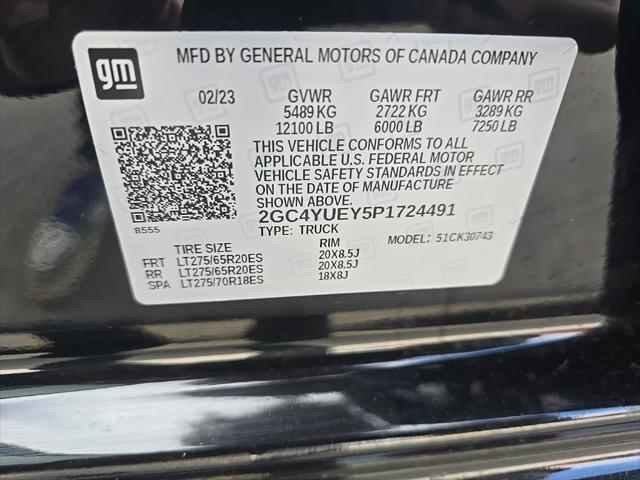 gm
MFD BY GENERAL MOTORS OF CANADA COMPANY
02/23 GVWR GAWR FRT GAWR RR
5489 KG 2722 KG 3289 KG
12100 LB 6000 LB 7250 LB
THIS VEHICLE CONFORMS TO ALL
APPLICABLE U.S. FEDERAL MOTOR
VEHICLE SAFETY STANDARDS IN EFFECT
ON THE DATE OF MANUFACTURE
SHOWN ABOVE.
2GC4YUEY5P1724491
8555 TYPE: TRUCK MODEL: 51CK30743
TIRE SIZE RIM
FRT LT275/65R20ES 20X8.5J
RR LT275/65R20ES 20X8.5J
SPA LT275/70R18ES 18X8J